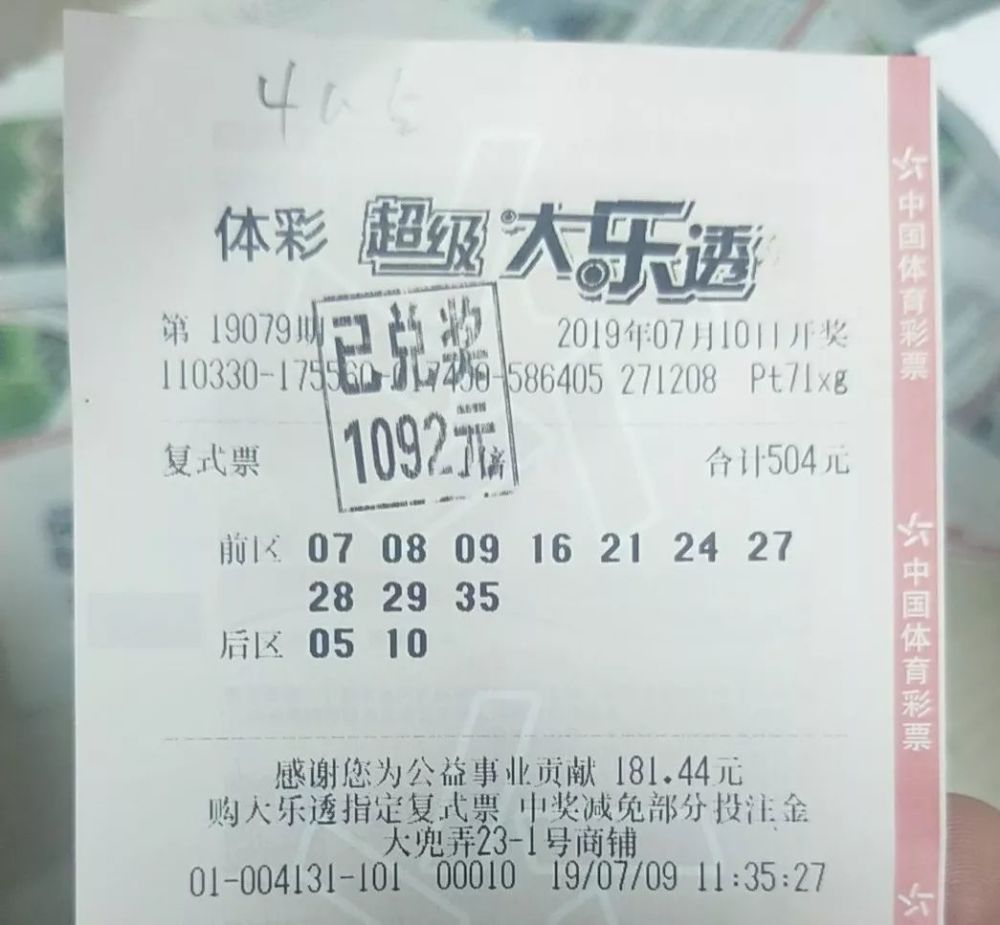 体彩 超级大乐透
第 19079期 2019年07月10日开奖
586405 271208 Pt7lxg
已兑奖
1092元
复式票 合计504元
前区 07 08 09 16 21 24 27
28 29 35
后区 05 10
感谢您为公益事业贡献 181.44元
购大乐透指定复式票 中奖减免部分投注金
大兜弄23-1号商铺
01-004131-101 00010 19/07/09 11:35:27
中国体育彩票
中国体育彩票